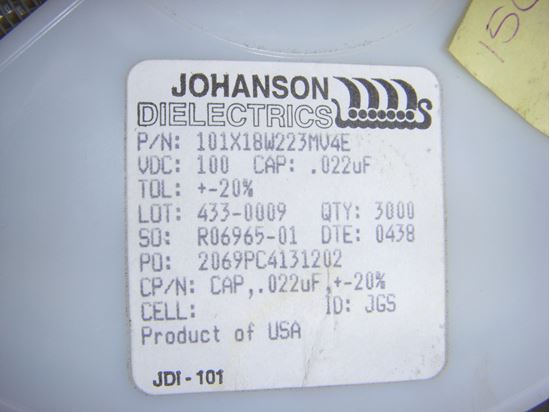 JOHANSON
DIELECTRICS
P/N: 101X18W223MV4E
VDC: 100 CAP: .022uF
TOL: +-20%
LOT: 433-0009 QTY: 3000
SO: R06965-01 DTE: 0438
PO: 2069PC4131202
CP/N: CAP,.022uF,+-20%
CELL: ID: JGS
Product of USA
JDI - 101